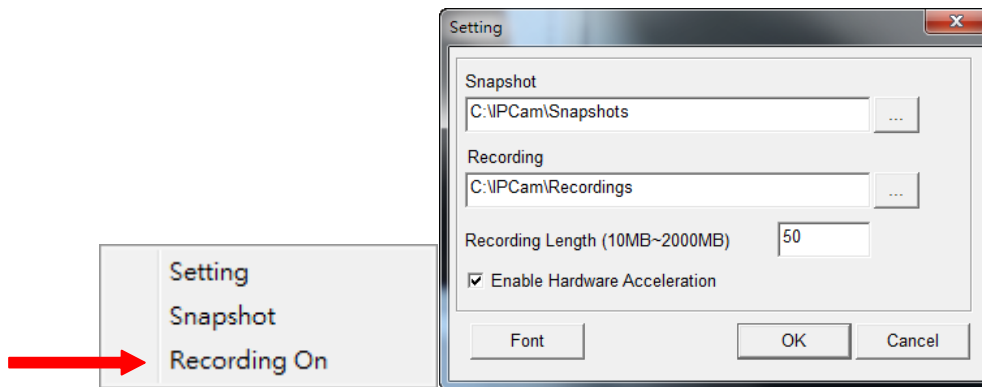 Setting
Snapshot
C:\IPCam\Snapshots
...
Recording
C:\IPCam\Recordings
...
Recording Length (10MB~2000MB) 50
Enable Hardware Acceleration
Font OK Cancel
Setting
Snapshot
Recording On